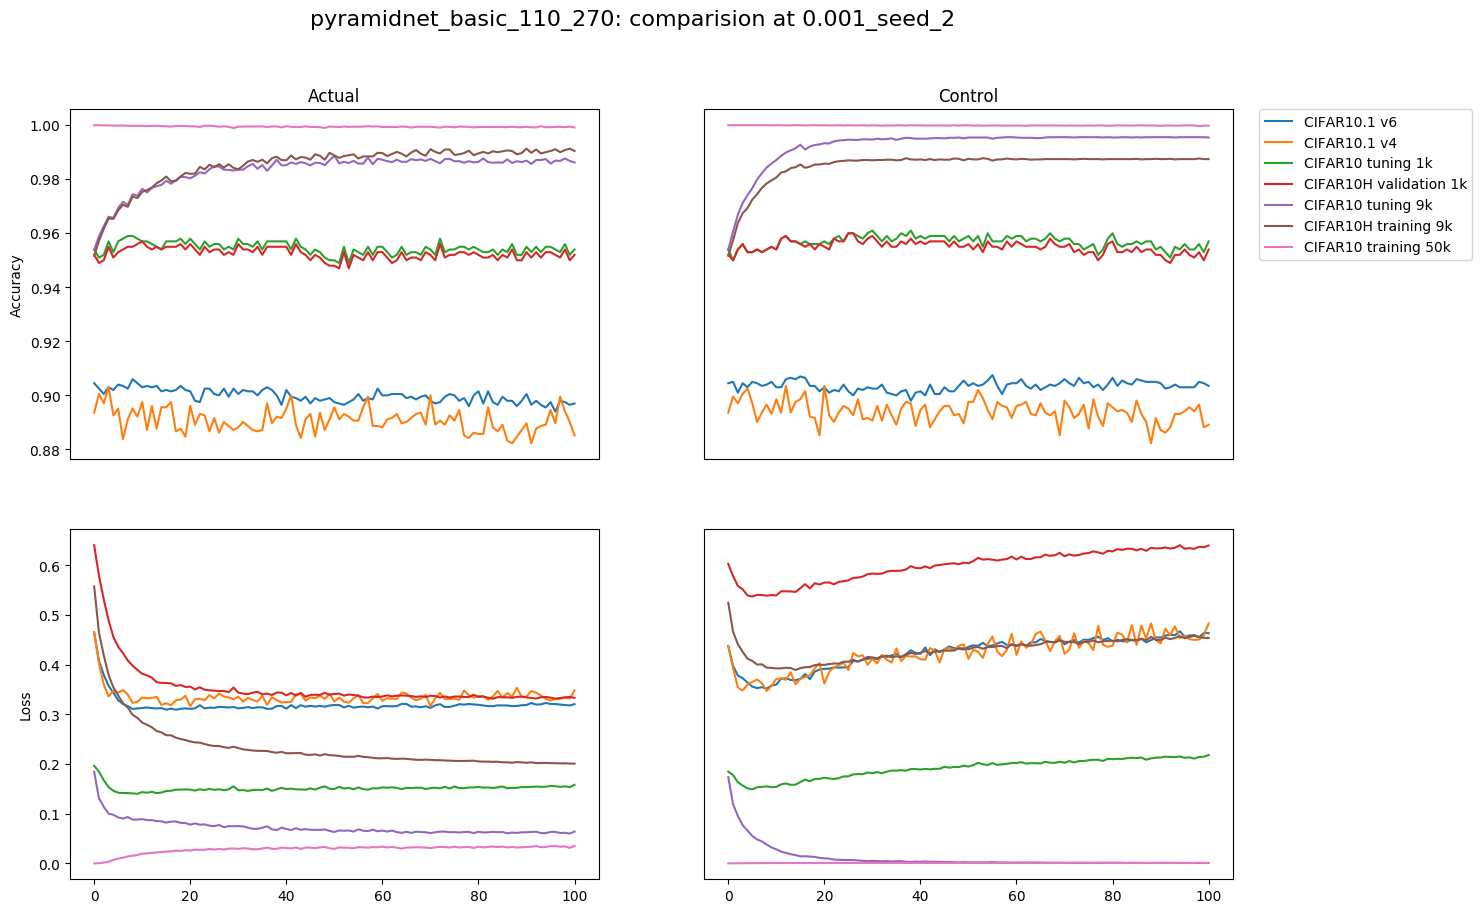 pyramidnet_basic_110_270: comparision at 0.001_seed_2
Actual
Control
Accuracy
1.00
0.98
0.96
0.94
0.92
0.90
0.88
CIFAR10.1 v6
CIFAR10.1 v4
CIFAR10 tuning 1k
CIFAR10H validation 1k
CIFAR10 tuning 9k
CIFAR10H training 9k
CIFAR10 training 50k
Loss
0.6
0.5
0.4
0.3
0.2
0.1
0.0
0 20 40 60 80 100
0 20 40 60 80 100